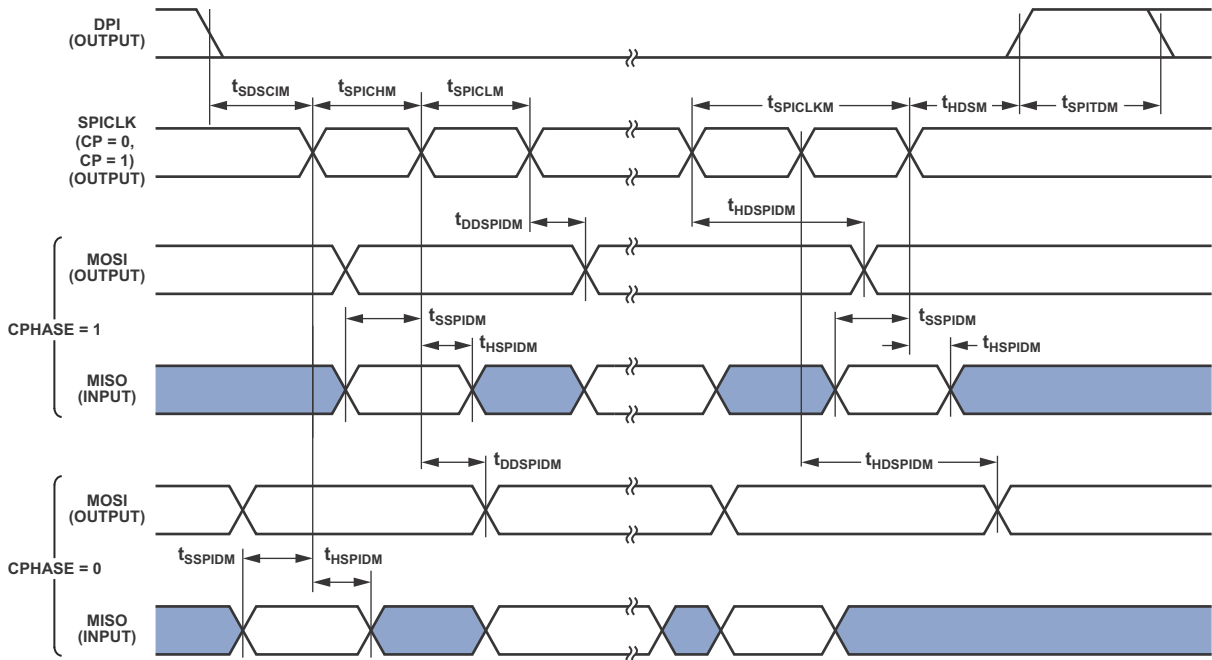 DPI
(OUTPUT)
tSDSCIM
tSPICHM
tSPICLM
tSPICLKM
tHDSM
tSPITDM
SPICLK
(CP = 0,
CP = 1)
(OUTPUT)
tDDSPIDM
tHDSPIDM
CPHASE = 1
MOSI
(OUTPUT)
tSSPIDM
tHSPIDM
tSSPIDM
tHSPIDM
MISO
(INPUT)
tDDSPIDM
tHDSPIDM
CPHASE = 0
MOSI
(OUTPUT)
tSSPIDM
tHSPIDM
MISO
(INPUT)